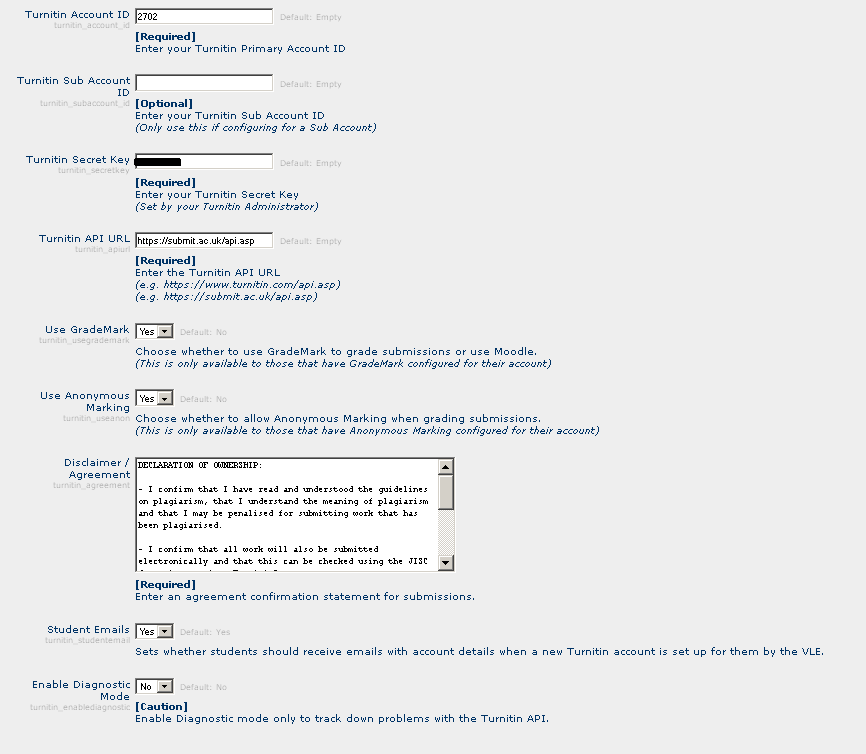 Turnitin Account ID 2702 Default: Empty
turnitin_account_id
[Required]
Enter your Turnitin Primary Account ID
Turnitin Sub Account Default: Empty
ID
turnitin_subaccount_id
[Optional]
Enter your Turnitin Sub Account ID
(Only use this if configuring for a Sub Account)
Turnitin Secret Key Default: Empty
turnitin_secretkey
[Required]
Enter your Turnitin Secret Key
(Set by your Turnitin Administrator)
Turnitin API URL https://submit.ac.uk/api.asp Default: Empty
turnitin_apiurl
[Required]
Enter the Turnitin API URL
(e.g. https://www.turnitin.com/api.asp)
(e.g. https://submit.ac.uk/api.asp)
Use GradeMark Yes Default: No
turnitin_usegrademark
Choose whether to use GradeMark to grade submissions or use Moodle.
(This is only available to those that have GradeMark configured for their account)
Use Anonymous Yes Default: No
Marking
turnitin_useanon
Choose whether to allow Anonymous Marking when grading submissions.
(This is only available to those that have Anonymous Marking configured for their account)
Disclaimer /
Agreement
turnitin_agreement
DECLARATION OF OWNERSHIP:
- I confirm that I have read and understood the guidelines
on plagiarism, that I understand the meaning of plagiarism
and that I may be penalised for submitting work that has
been plagiarised.
- I confirm that all work will also be submitted
electronically and that this can be checked using the JISC
[Required]
Enter an agreement confirmation statement for submissions.
Student Emails Yes Default: Yes
turnitin_studentemail
Sets whether students should receive emails with account details when a new Turnitin account is set up for them by the VLE.
Enable Diagnostic No Default: No
Mode
turnitin_enablediagnostic
[Caution]
Enable Diagnostic mode only to track down problems with the Turnitin API.